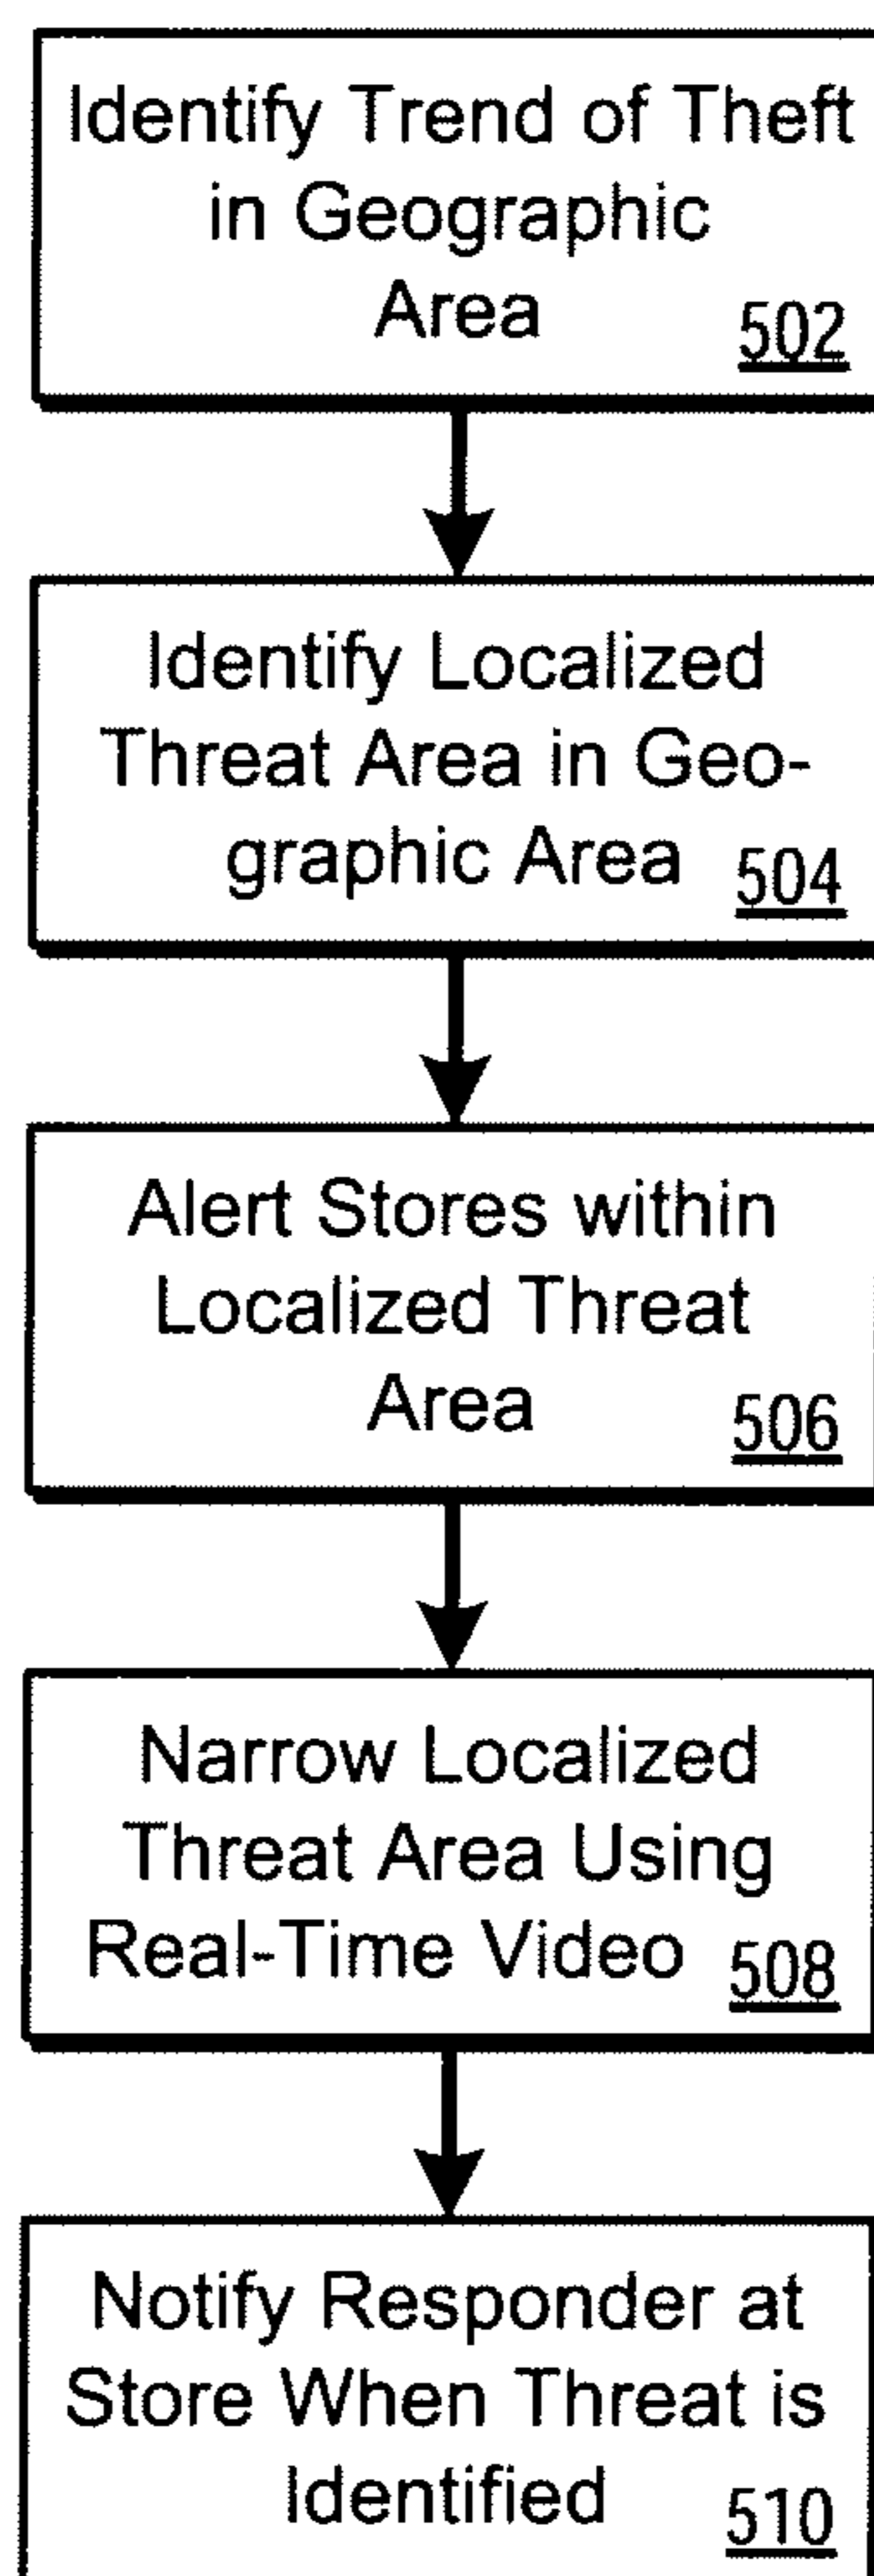 Identify Trend of Theft
in Geographic
Area
502
Identify Localized
Threat Area in Geo-
graphic Area
504
Alert Stores within
Localized Threat
Area
506
Narrow Localized
Threat Area Using
Real-Time Video
508
Notify Responder at
Store When Threat is
Identified
510